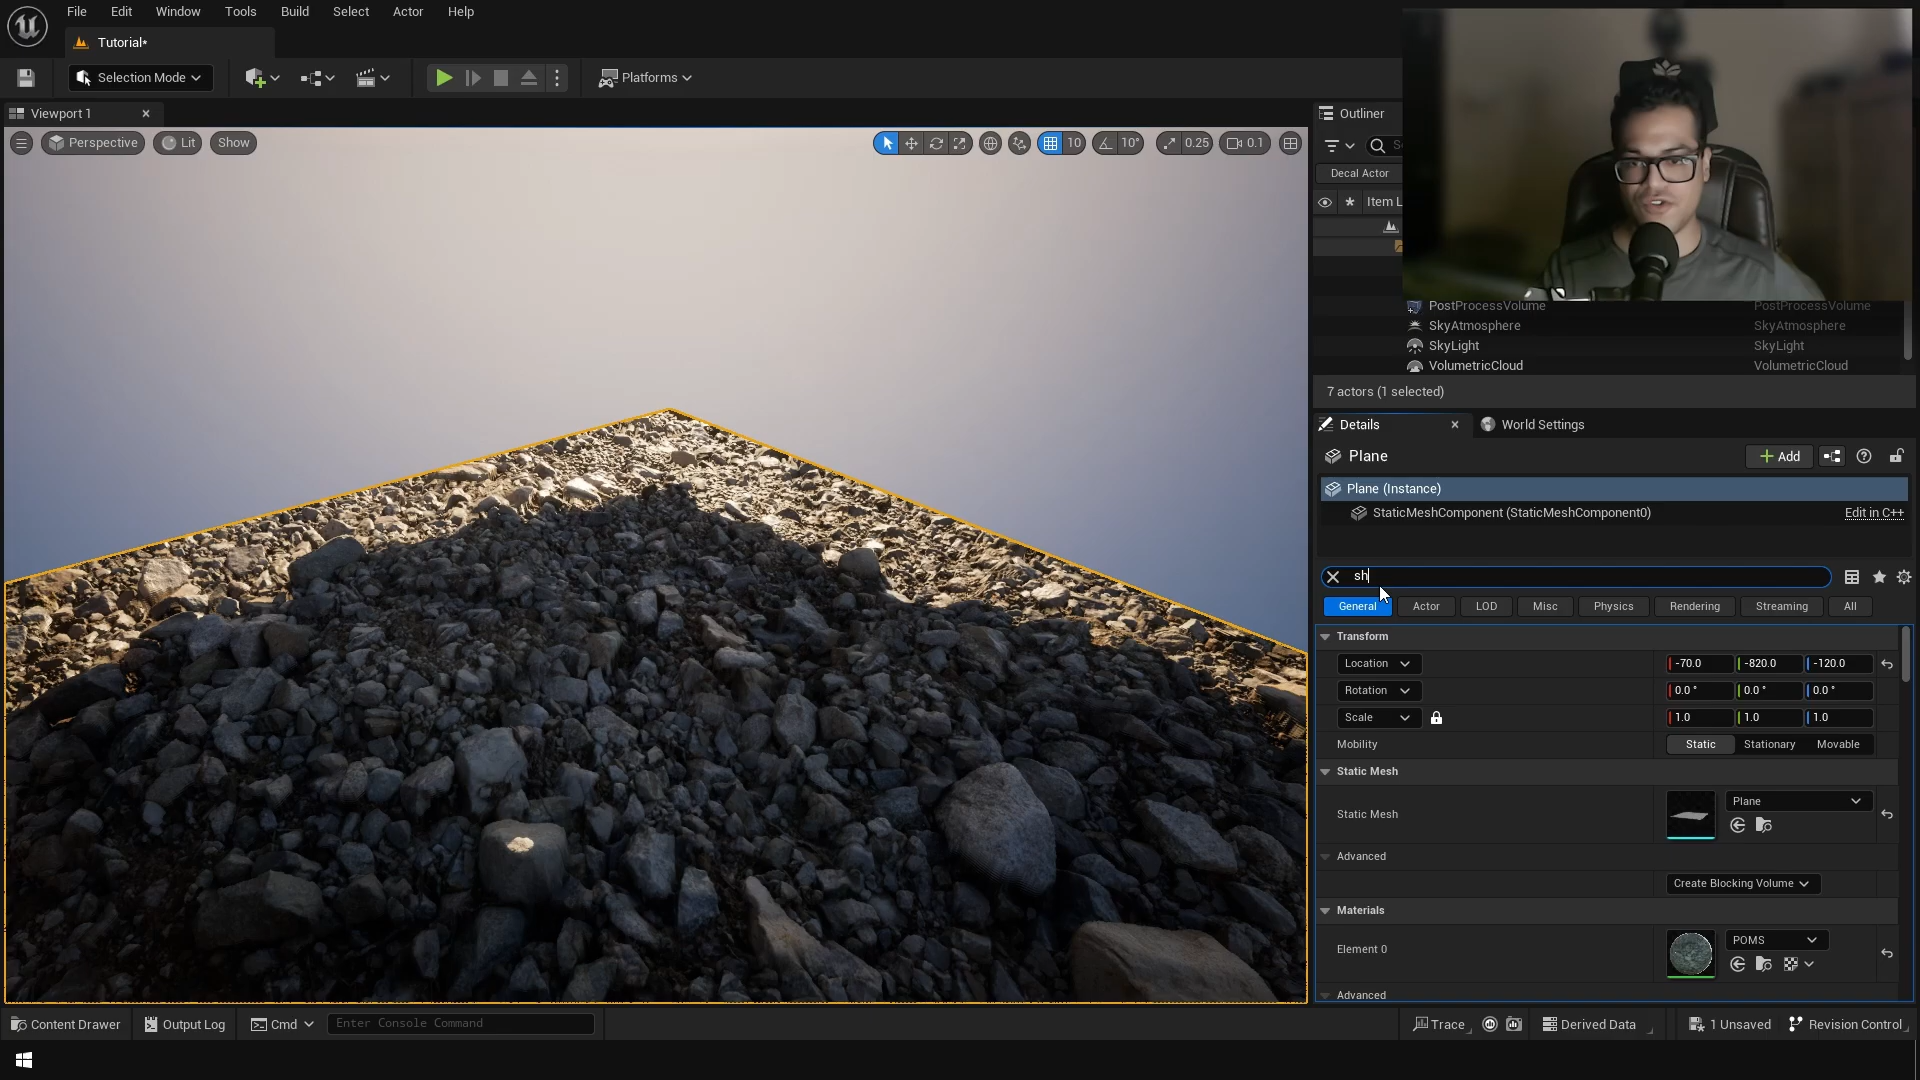 File Edit Window Tools Build Select Actor Help
Tutorial*
Selection Mode
Platforms
Viewport 1
Perspective Lit Show
10 10° 0.25 0.1
Outliner
Decal Actor
Item L
PostProcessVolume PostProcessVolume
SkyAtmosphere SkyAtmosphere
SkyLight SkyLight
VolumetricCloud VolumetricCloud
7 actors (1 selected)
Details World Settings
Plane
Add
Plane (Instance)
StaticMeshComponent (StaticMeshComponent0) Edit in C++
sh
General Actor LOD Misc Physics Rendering Streaming All
Transform
Location -70.0 -820.0 -120.0
Rotation 0.0 ° 0.0 ° 0.0 °
Scale 1.0 1.0 1.0
Mobility Static Stationary Movable
Static Mesh
Static Mesh Plane
Advanced
Create Blocking Volume
Materials
Element 0 POMS
Advanced
Content Drawer Output Log Cmd Enter Console Command Trace Derived Data 1 Unsaved Revision Control